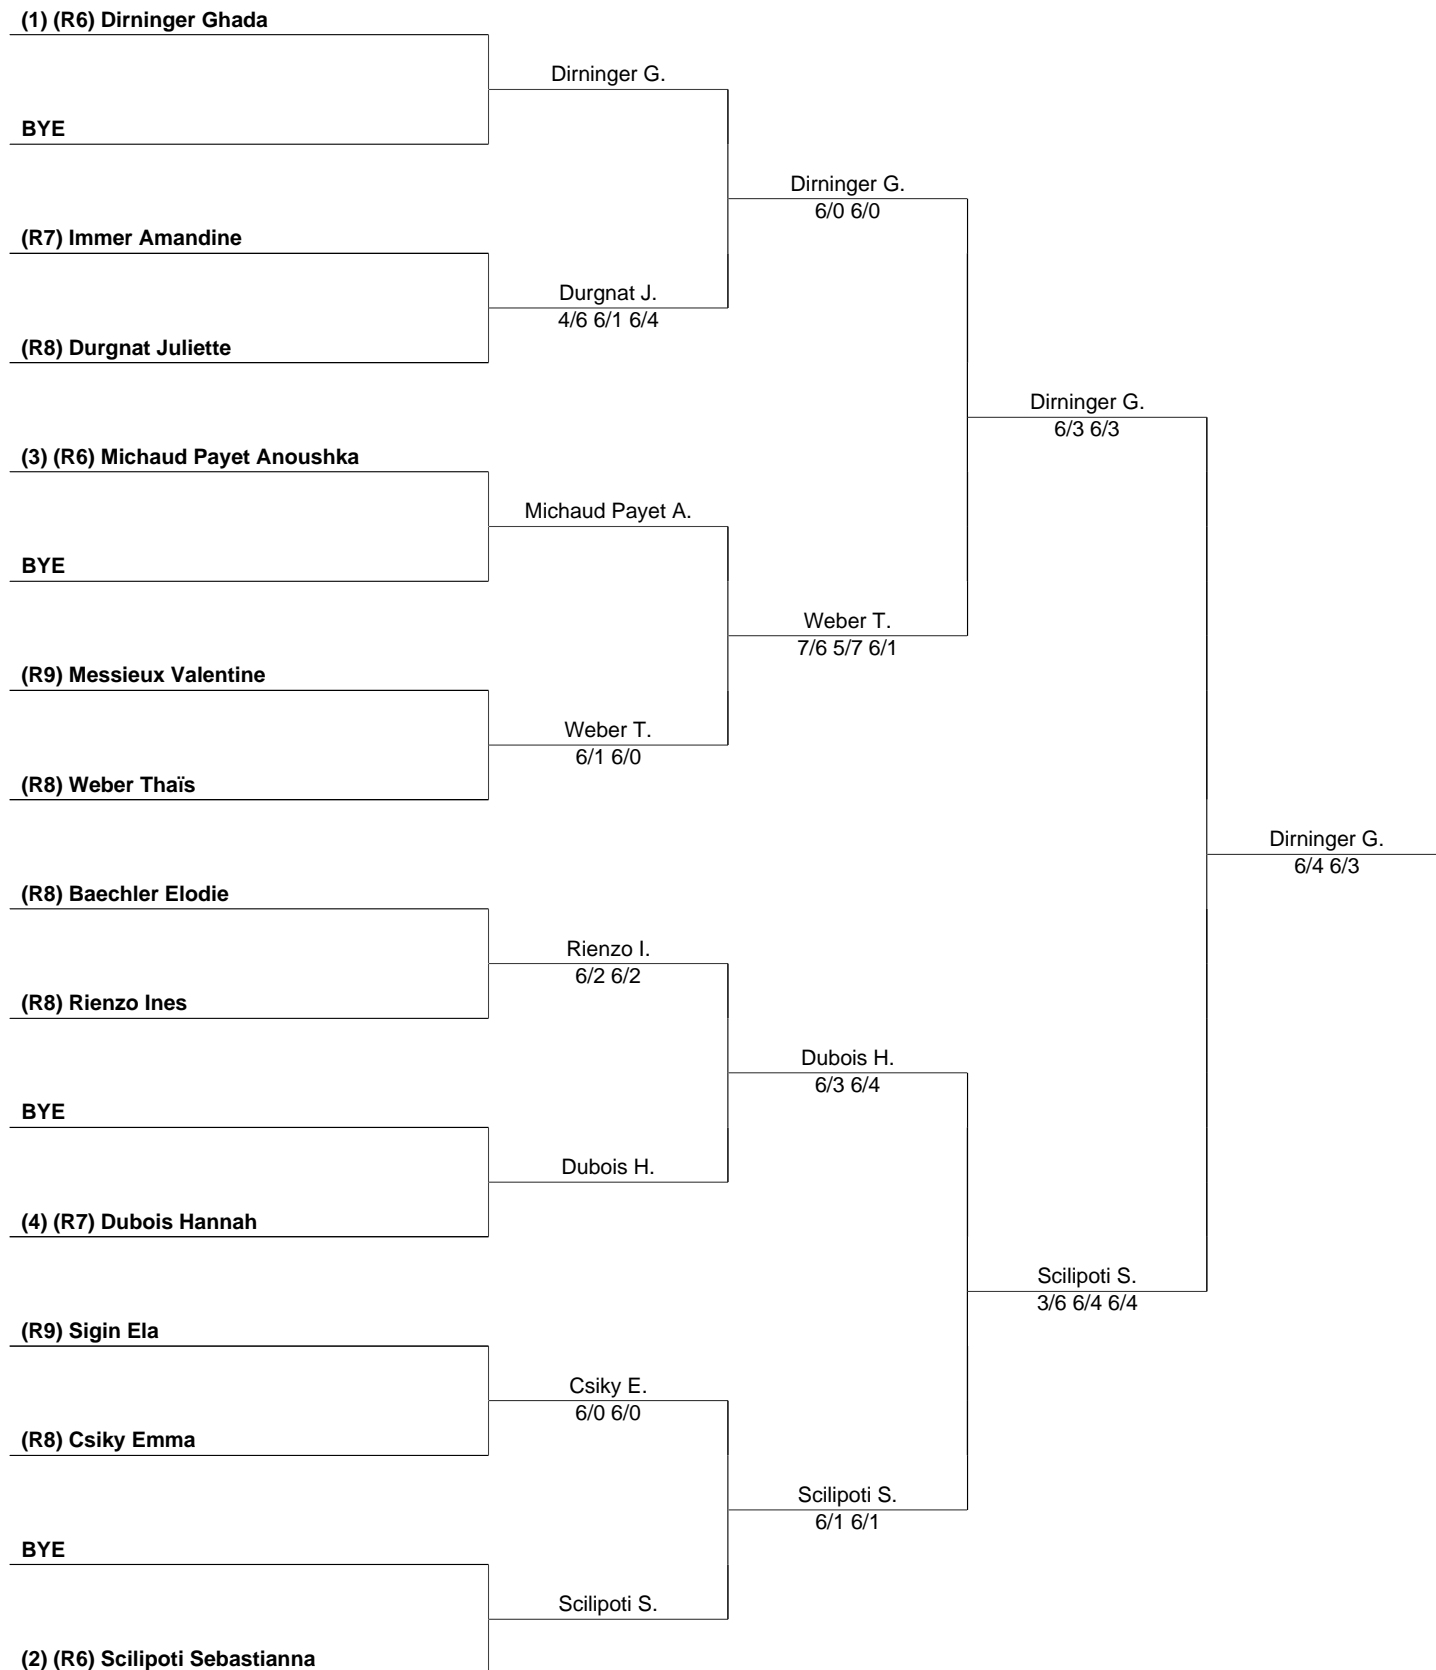 (1) (R6) Dirninger Ghada
Dirninger G.
BYE
Dirninger G.
6/0 6/0
(R7) Immer Amandine
Durgnat J.
4/6 6/1 6/4
(R8) Durgnat Juliette
Dirninger G.
6/3 6/3
(3) (R6) Michaud Payet Anoushka
Michaud Payet A.
BYE
Weber T.
7/6 5/7 6/1
(R9) Messieux Valentine
Weber T.
6/1 6/0
(R8) Weber Thaïs
Dirninger G.
6/4 6/3
(R8) Baechler Elodie
Rienzo I.
6/2 6/2
(R8) Rienzo Ines
Dubois H.
6/3 6/4
BYE
Dubois H.
(4) (R7) Dubois Hannah
Scilipoti S.
3/6 6/4 6/4
(R9) Sigin Ela
Csiky E.
6/0 6/0
(R8) Csiky Emma
Scilipoti S.
6/1 6/1
BYE
Scilipoti S.
(2) (R6) Scilipoti Sebastianna